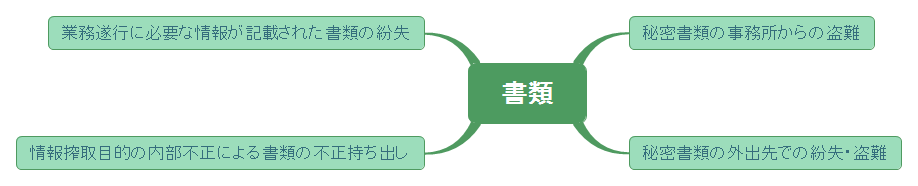 業務遂行に必要な情報が記載された書類の紛失
秘密書類の事務所からの盗難
書類
情報搾取目的の内部不正による書類の不正持ち出し
秘密書類の外出先での紛失・盗難